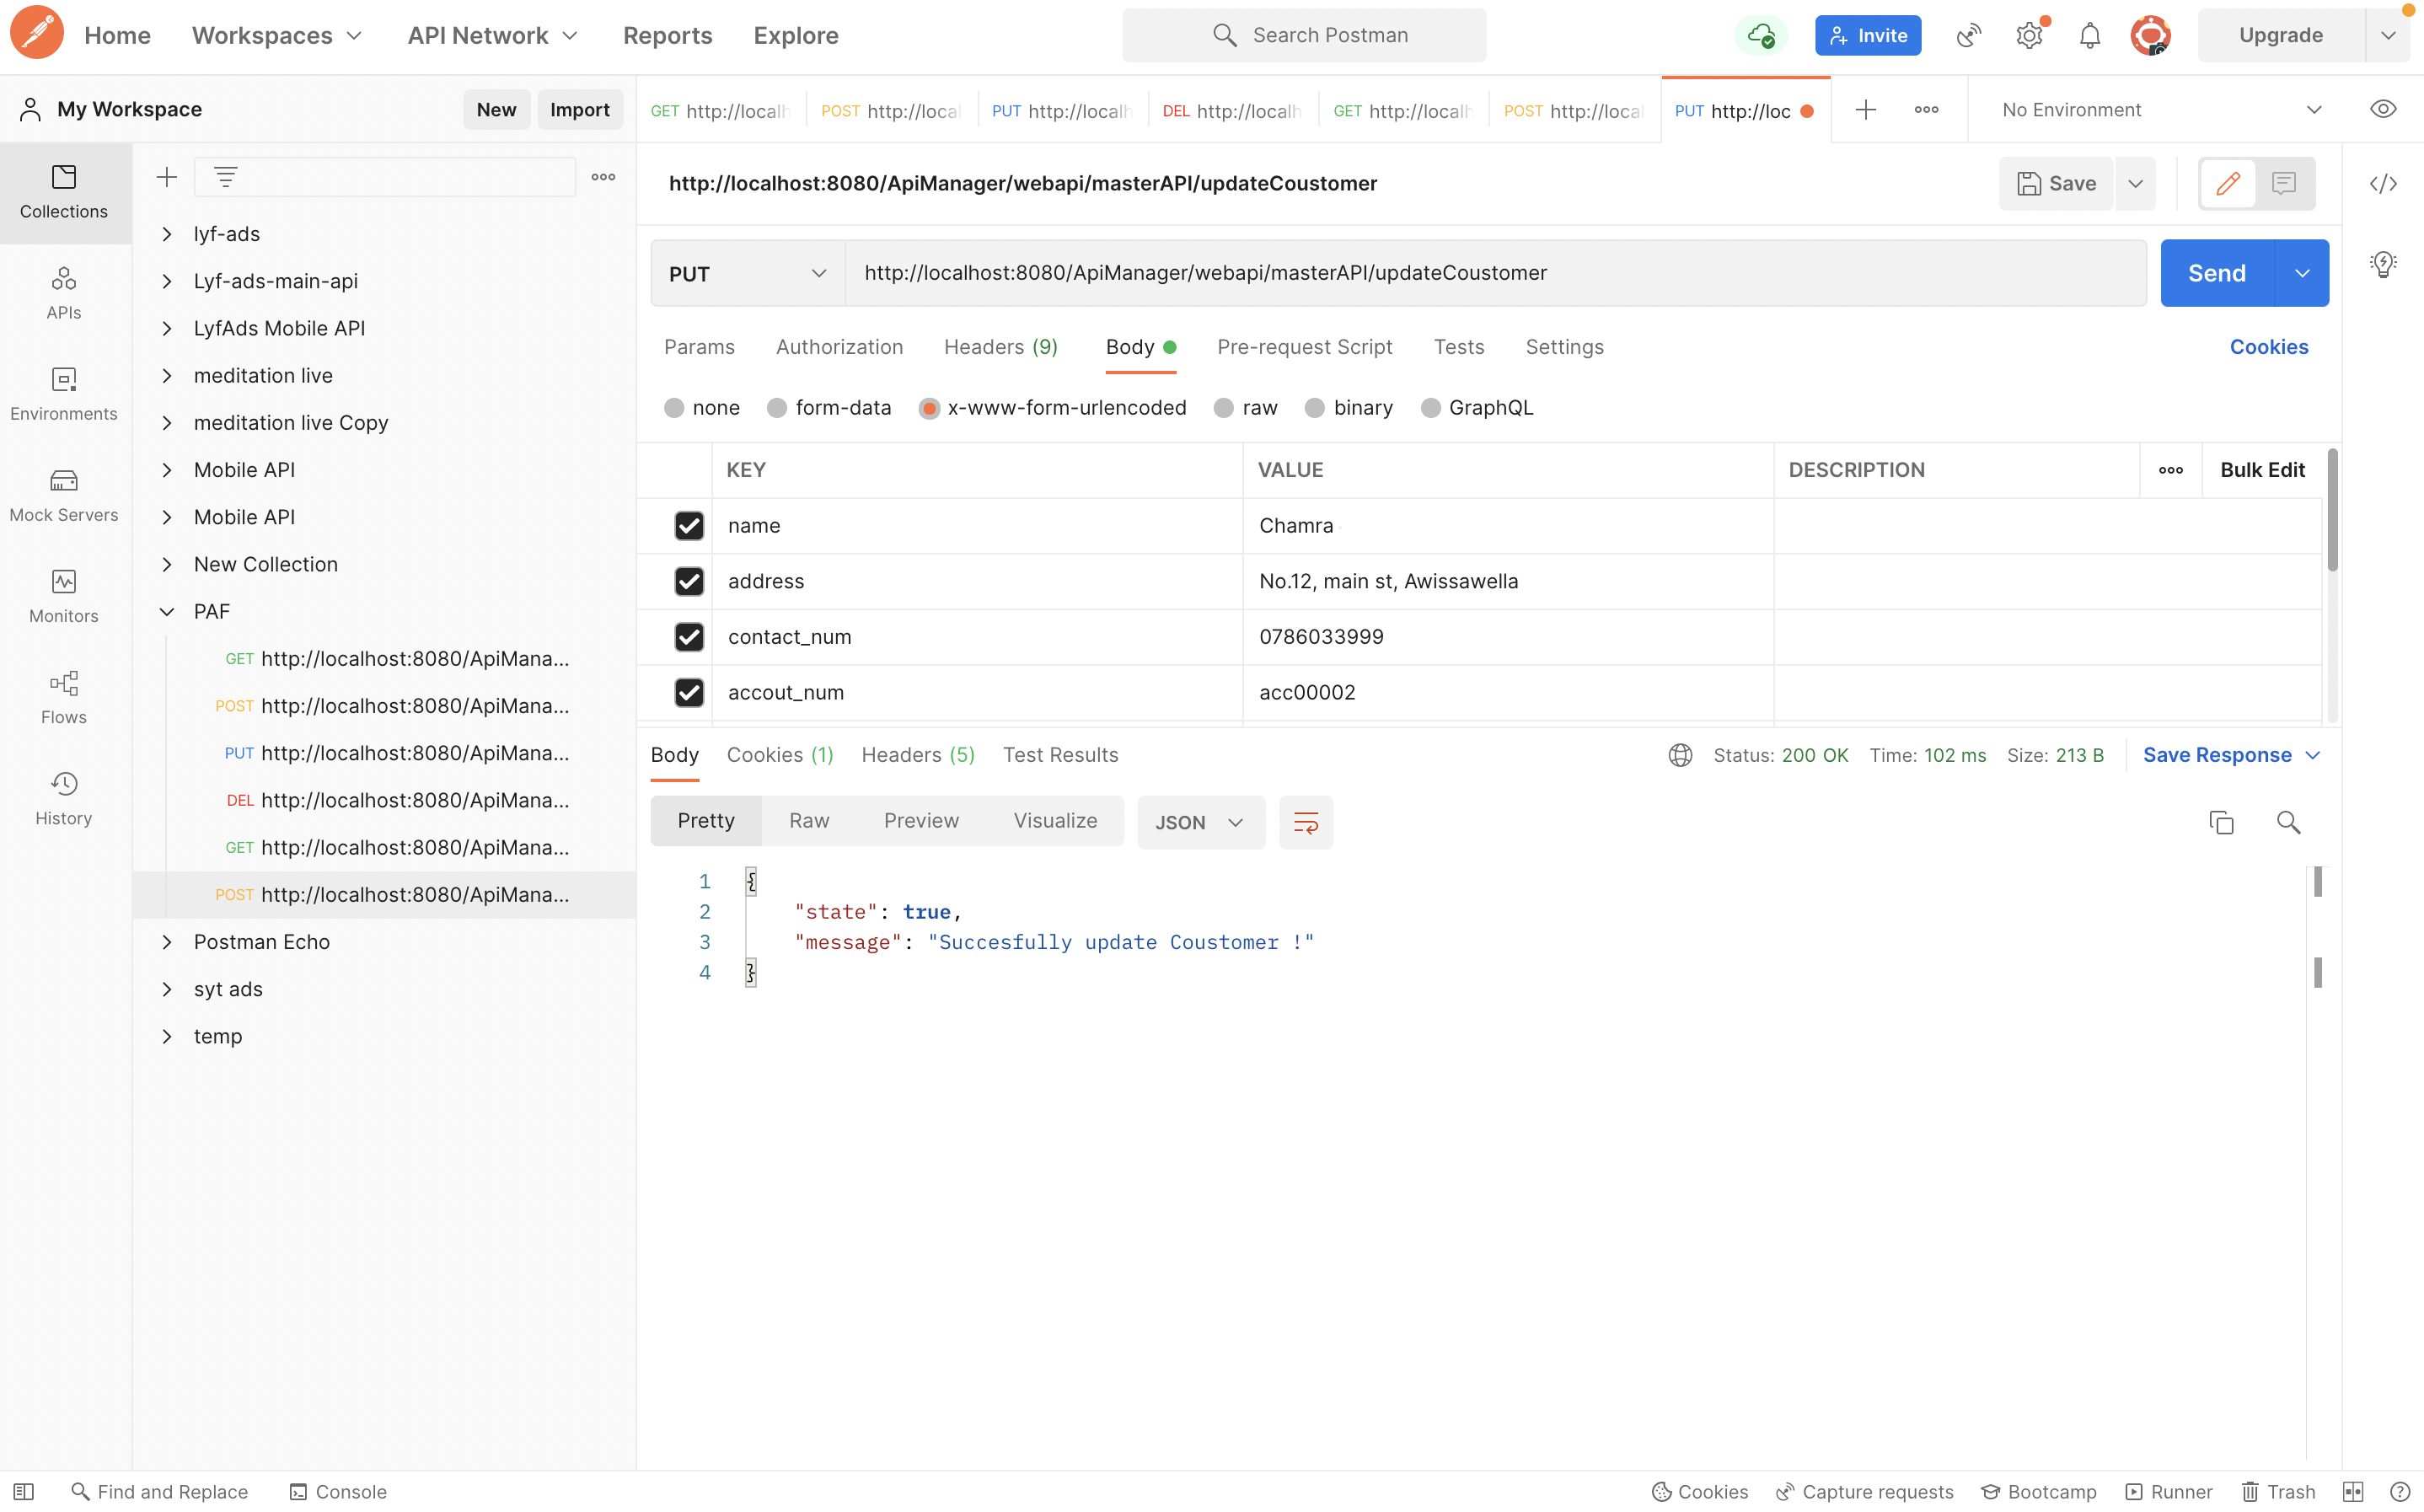 Home Workspaces API Network Reports Explore Search Postman Invite Upgrade
My Workspace New Import
GET http://localh POST http://local PUT http://localh DEL http://localh GET http://localh POST http://local PUT http://loc No Environment
Collections
APIs
Environments
Mock Servers
Monitors
Flows
History
lyf-ads
Lyf-ads-main-api
LyfAds Mobile API
meditation live
meditation live Copy
Mobile API
Mobile API
New Collection
PAF
GET http://localhost:8080/ApiMana...
POST http://localhost:8080/ApiMana...
PUT http://localhost:8080/ApiMana...
DEL http://localhost:8080/ApiMana...
GET http://localhost:8080/ApiMana...
POST http://localhost:8080/ApiMana...
Postman Echo
syt ads
temp
http://localhost:8080/ApiManager/webapi/masterAPI/updateCoustomer Save
PUT http://localhost:8080/ApiManager/webapi/masterAPI/updateCoustomer Send
Params Authorization Headers (9) Body Pre-request Script Tests Settings Cookies
none form-data x-www-form-urlencoded raw binary GraphQL
KEY VALUE DESCRIPTION Bulk Edit
name Chamra
address No.12, main st, Awissawella
contact_num 0786033999
accout_num acc00002
Body Cookies (1) Headers (5) Test Results Status: 200 OK Time: 102 ms Size: 213 B Save Response
Pretty Raw Preview Visualize JSON
1 {
2 "state": true,
3 "message": "Succesfully update Coustomer !"
4 }
Find and Replace Console Cookies Capture requests Bootcamp Runner Trash